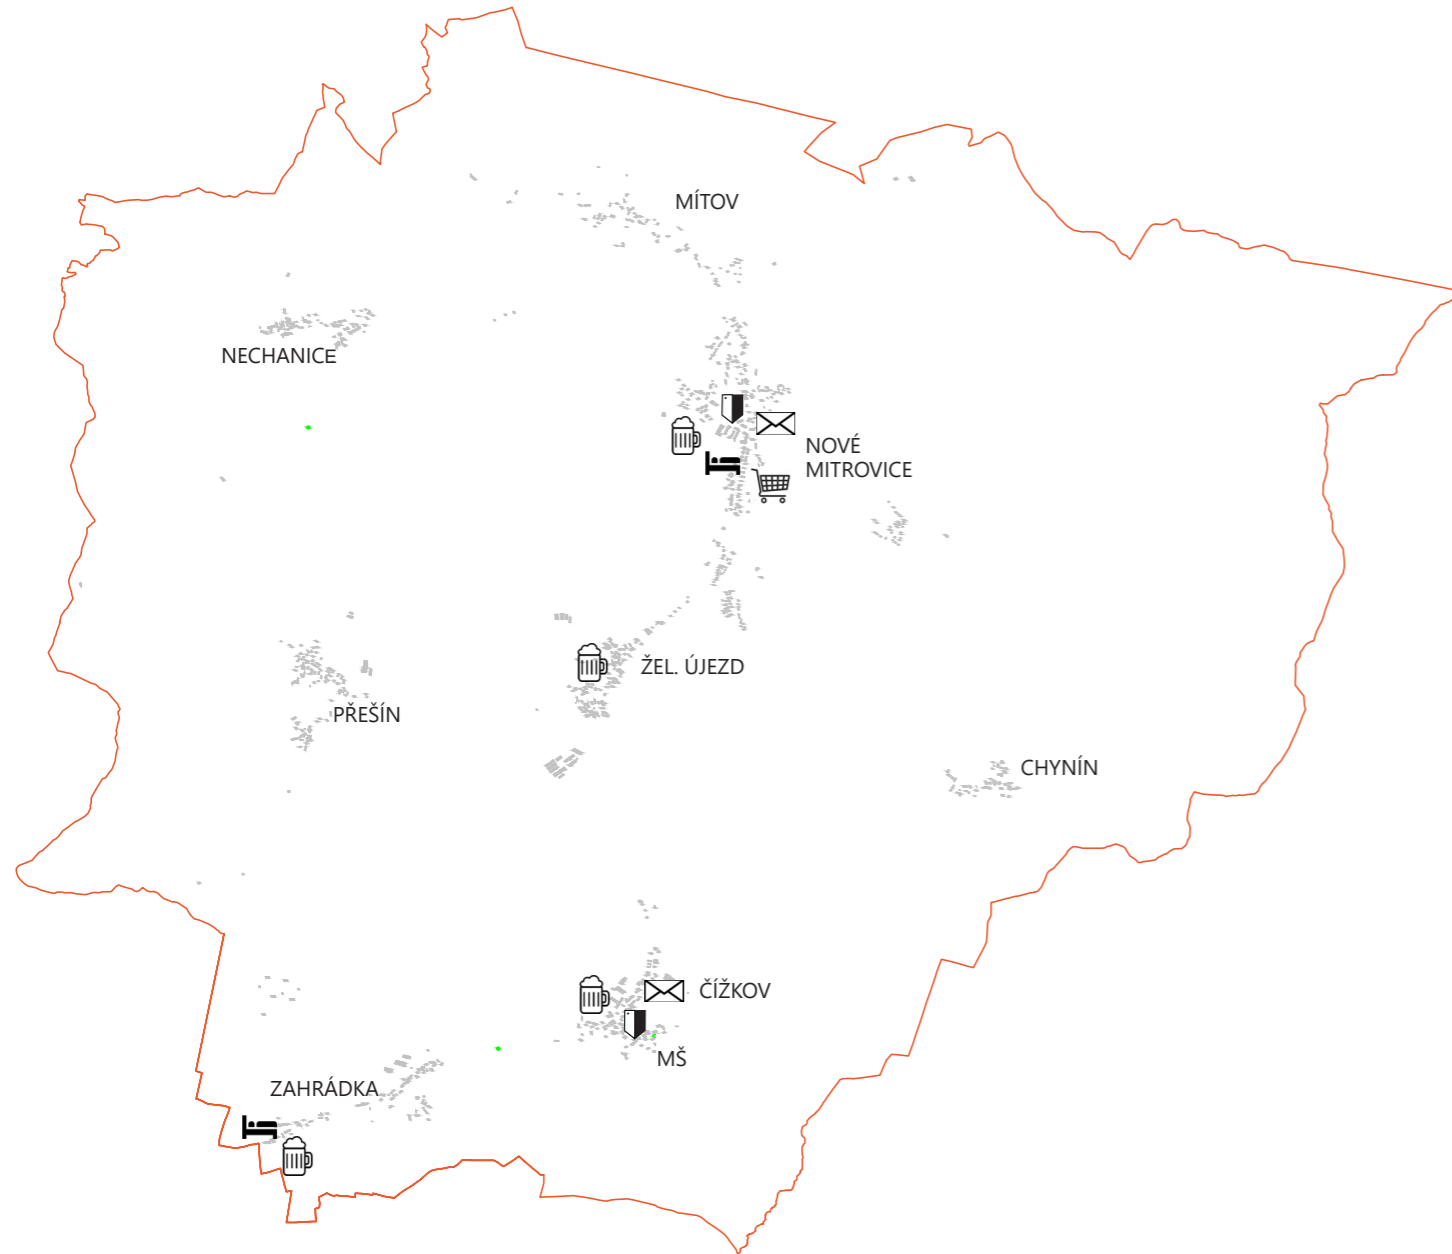 MÍTOV
NECHANICE
NOVÉ
MITROVICE
ŽEL. ÚJEZD
PŘEŠÍN
CHYNÍN
ČÍŽKOV
MŠ
ZAHRÁDKA